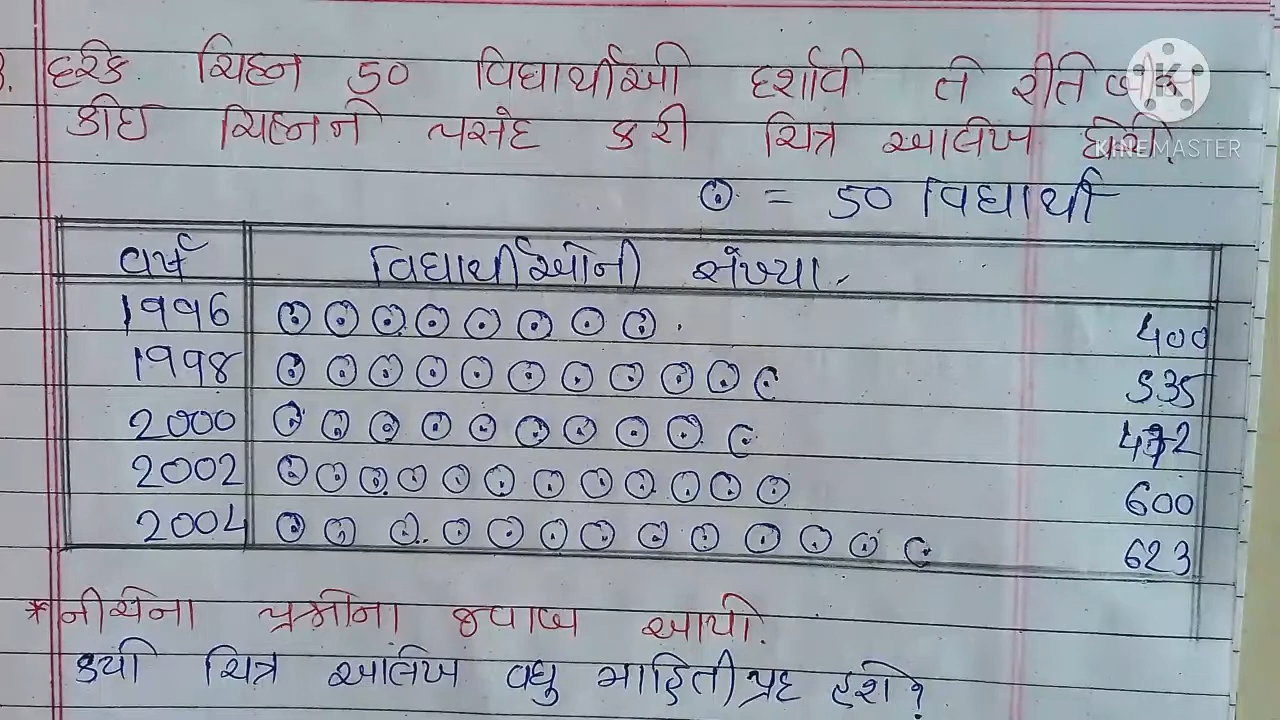 દરેક ચિહ્ન 50 વિદ્યાર્થીઓ દર્શાવે તે રીતે
કોઈ ચિહ્નને પસંદ કરી ચિત્ર આલેખ દોરો.
KINEMASTER
⊙ = 50 વિદ્યાર્થી
વર્ષ વિદ્યાર્થીઓની સંખ્યા
1996 400
1998 535
2000 472
2002 600
2004 623
* નીચેના પ્રશ્નોના જવાબ આપો.
કયો ચિત્ર આલેખ વધુ માહિતીપ્રદ હશે?